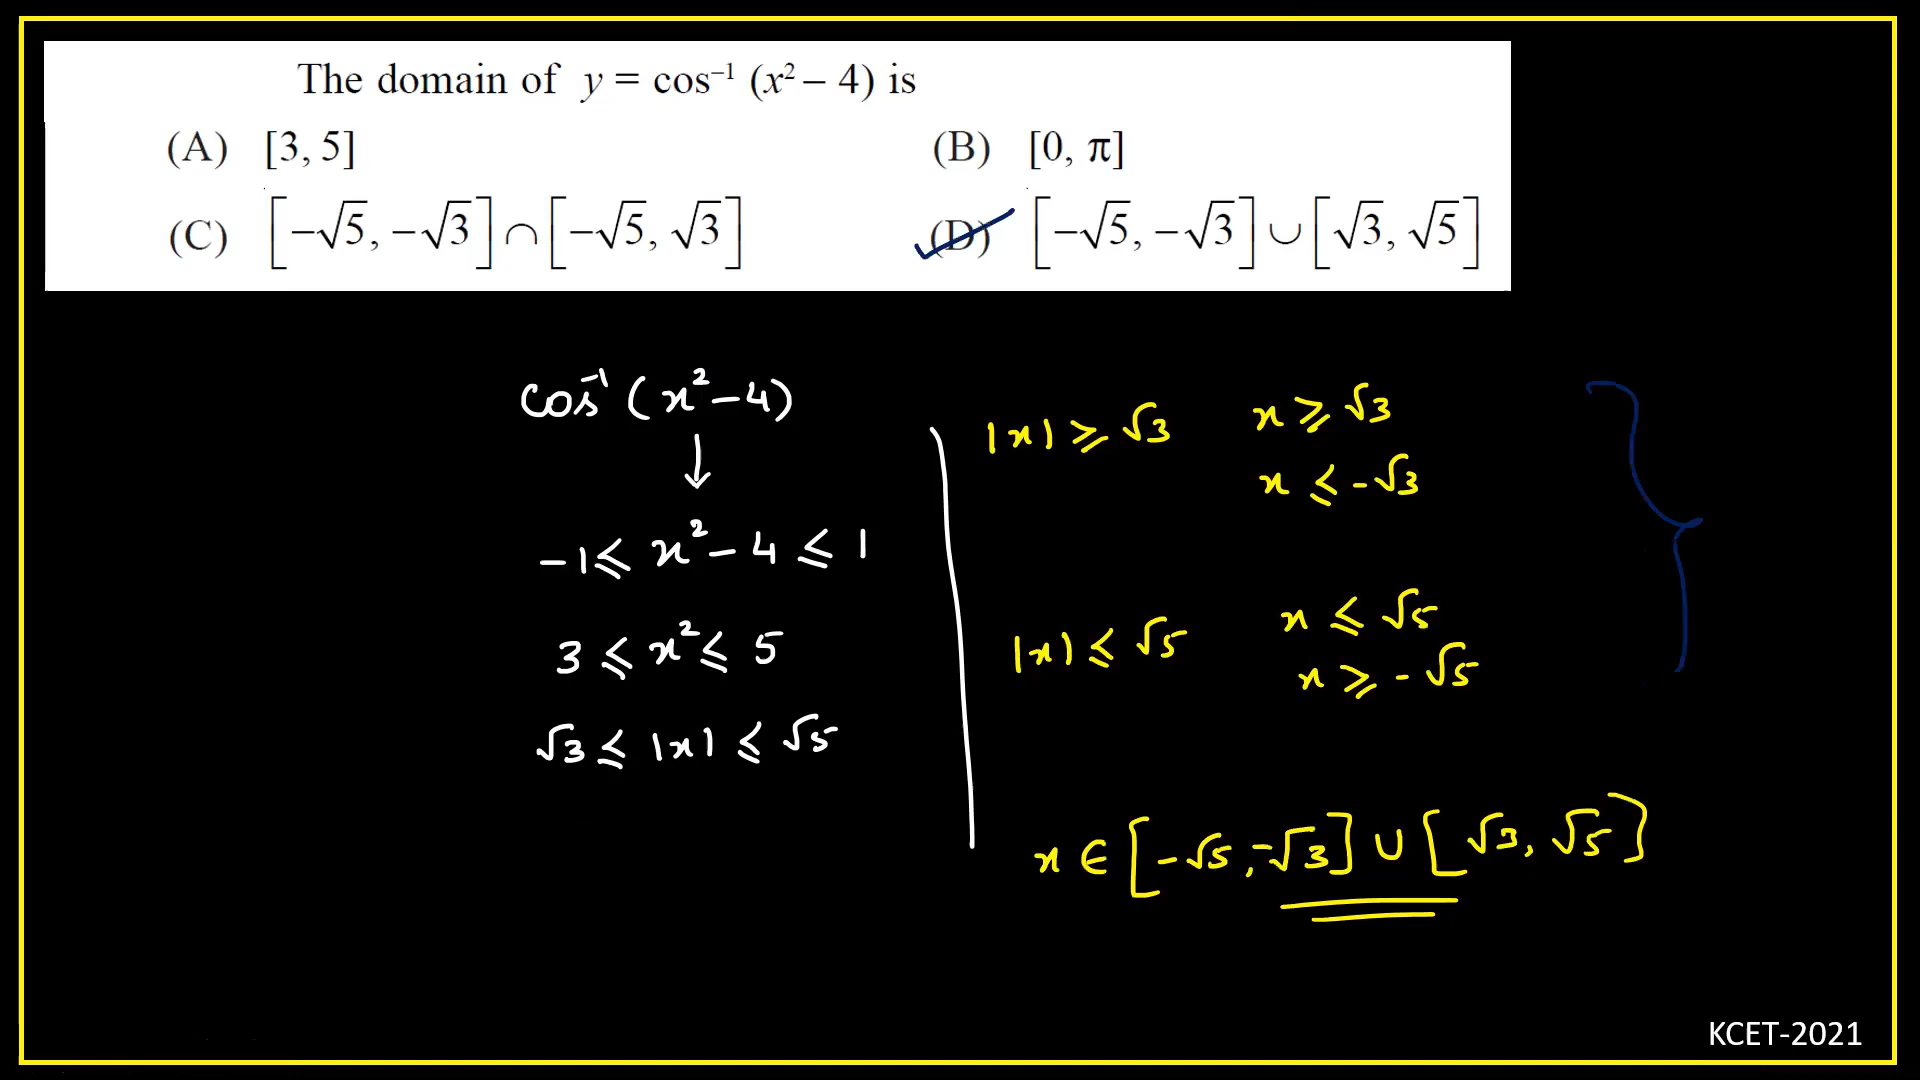 The domain of y = cos⁻¹ (x² – 4) is
(A) [3, 5]
(B) [0, π]
(C) [−√5, −√3] ∩ [−√5, √3]
(D) [−√5, −√3] ∪ [√3, √5]
cos⁻¹ (x² – 4)
↓
−1 ≤ x² – 4 ≤ 1
3 ≤ x² ≤ 5
√3 ≤ |x| ≤ √5
|x| ≥ √3
x ≥ √3
x ≤ −√3
|x| ≤ √5
x ≤ √5
x ≥ −√5
x ∈ [−√5, −√3] ∪ [√3, √5]
KCET-2021